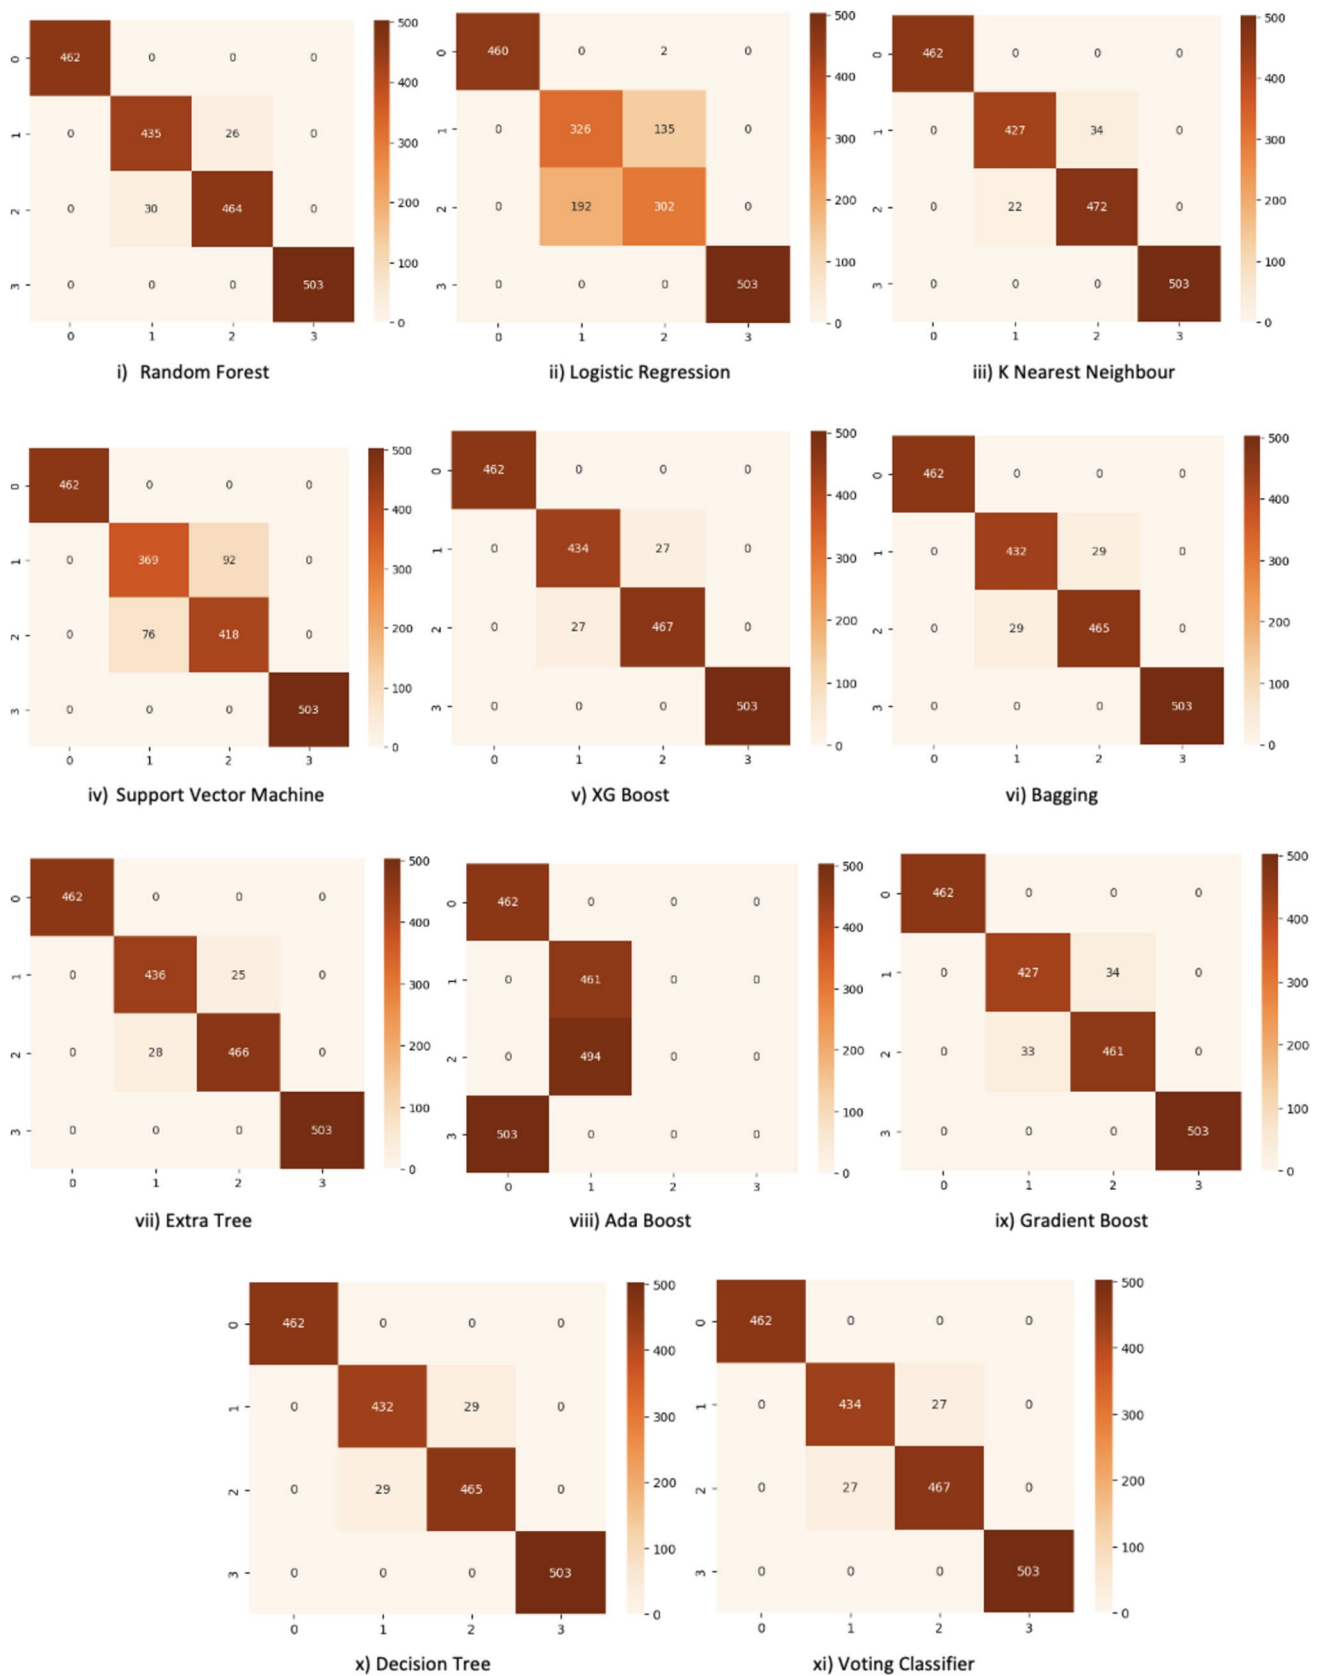 0 462 0 0 0 500
400
1 0 435 26 0
300
2 0 30 464 0 200
100
3 0 0 0 503
0
0 1 2 3
i) Random Forest
0 460 0 2 0 500
400
1 0 326 135 0
300
2 0 192 302 0 200
100
3 0 0 0 503
0
0 1 2 3
ii) Logistic Regression
0 462 0 0 0 500
400
1 0 427 34 0
300
2 0 22 472 0 200
100
3 0 0 0 503
0
0 1 2 3
iii) K Nearest Neighbour
0 462 0 0 0 500
400
1 0 369 92 0
300
2 0 76 418 0 200
100
3 0 0 0 503
0
0 1 2 3
iv) Support Vector Machine
0 462 0 0 0 500
400
1 0 434 27 0
300
2 0 27 467 0 200
100
3 0 0 0 503
0
0 1 2 3
v) XG Boost
0 462 0 0 0 500
400
1 0 432 29 0
300
2 0 29 465 0 200
100
3 0 0 0 503
0
0 1 2 3
vi) Bagging
0 462 0 0 0 500
400
1 0 436 25 0
300
2 0 28 466 0 200
100
3 0 0 0 503
0
0 1 2 3
vii) Extra Tree
0 462 0 0 0 500
400
1 0 461 0 0
300
2 0 494 0 0 200
100
3 503 0 0 0
0
0 1 2 3
viii) Ada Boost
0 462 0 0 0 500
400
1 0 427 34 0
300
2 0 33 461 0 200
100
3 0 0 0 503
0
0 1 2 3
ix) Gradient Boost
0 462 0 0 0 500
400
1 0 432 29 0
300
2 0 29 465 0 200
100
3 0 0 0 503
0
0 1 2 3
x) Decision Tree
0 462 0 0 0 500
400
1 0 434 27 0
300
2 0 27 467 0 200
100
3 0 0 0 503
0
0 1 2 3
xi) Voting Classifier